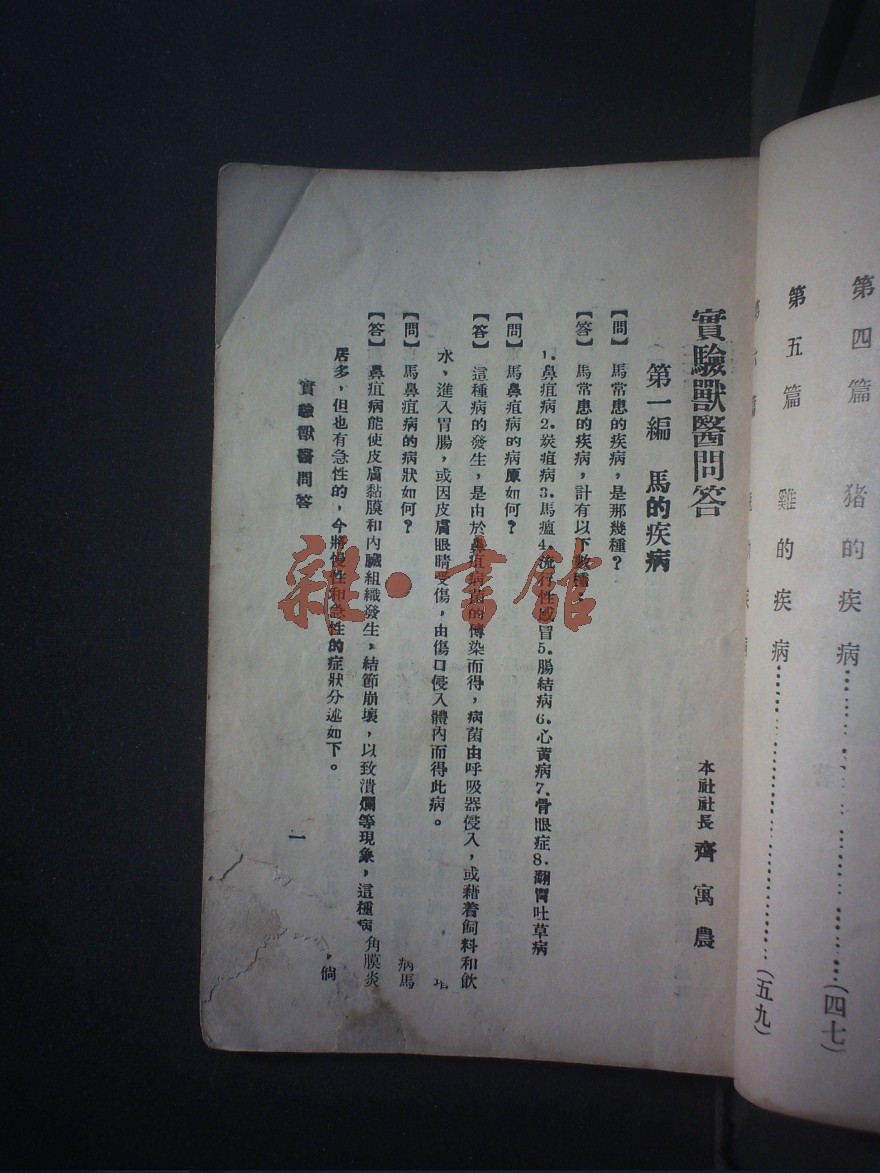 第四篇 猪的疾病……(四七)
第五篇 雞的疾病……(五九)
實驗獸醫問答
本社社長 齊寓農
第一編 馬的疾病
【問】馬常患的疾病，是那幾種？
【答】馬常患的疾病，計有以下數種，
1.鼻疽病2.炭疽病3.馬瘟4.流行性感冒5.腸結病6.心黃病7.骨眼症8.翻胃吐草病
【問】馬鼻疽病的病原如何？
【答】這種病的發生，是由於鼻疽病菌的傳染而得，病菌由呼吸器侵入，或藉着飼料和飲
水、進入胃腸，或因皮膚眼睛受傷，由傷口侵入體內而得此病。
【問】馬鼻疽病的病狀如何？
病馬
【答】鼻疽病能使皮膚黏膜和內臟組織發生，結節崩壞，以致潰爛等現象，這種病
角膜炎
居多，但也有急性的，今將慢性和急性的症狀分述如下。
，倘
實驗獸醫問答
一
雜·書館